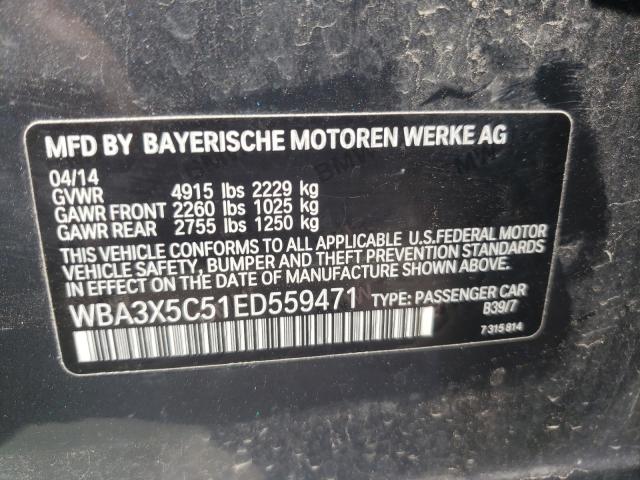 MFD BY BAYERISCHE MOTOREN WERKE AG
04/14
GVWR 4915 lbs 2229 kg
GAWR FRONT 2260 lbs 1025 kg
GAWR REAR 2755 lbs 1250 kg
THIS VEHICLE CONFORMS TO ALL APPLICABLE U.S.FEDERAL MOTOR
VEHICLE SAFETY, BUMPER AND THEFT PREVENTION STANDARDS
IN EFFECT ON THE DATE OF MANUFACTURE SHOWN ABOVE.
WBA3X5C51ED559471 TYPE: PASSENGER CAR
B39/7
7 315 814